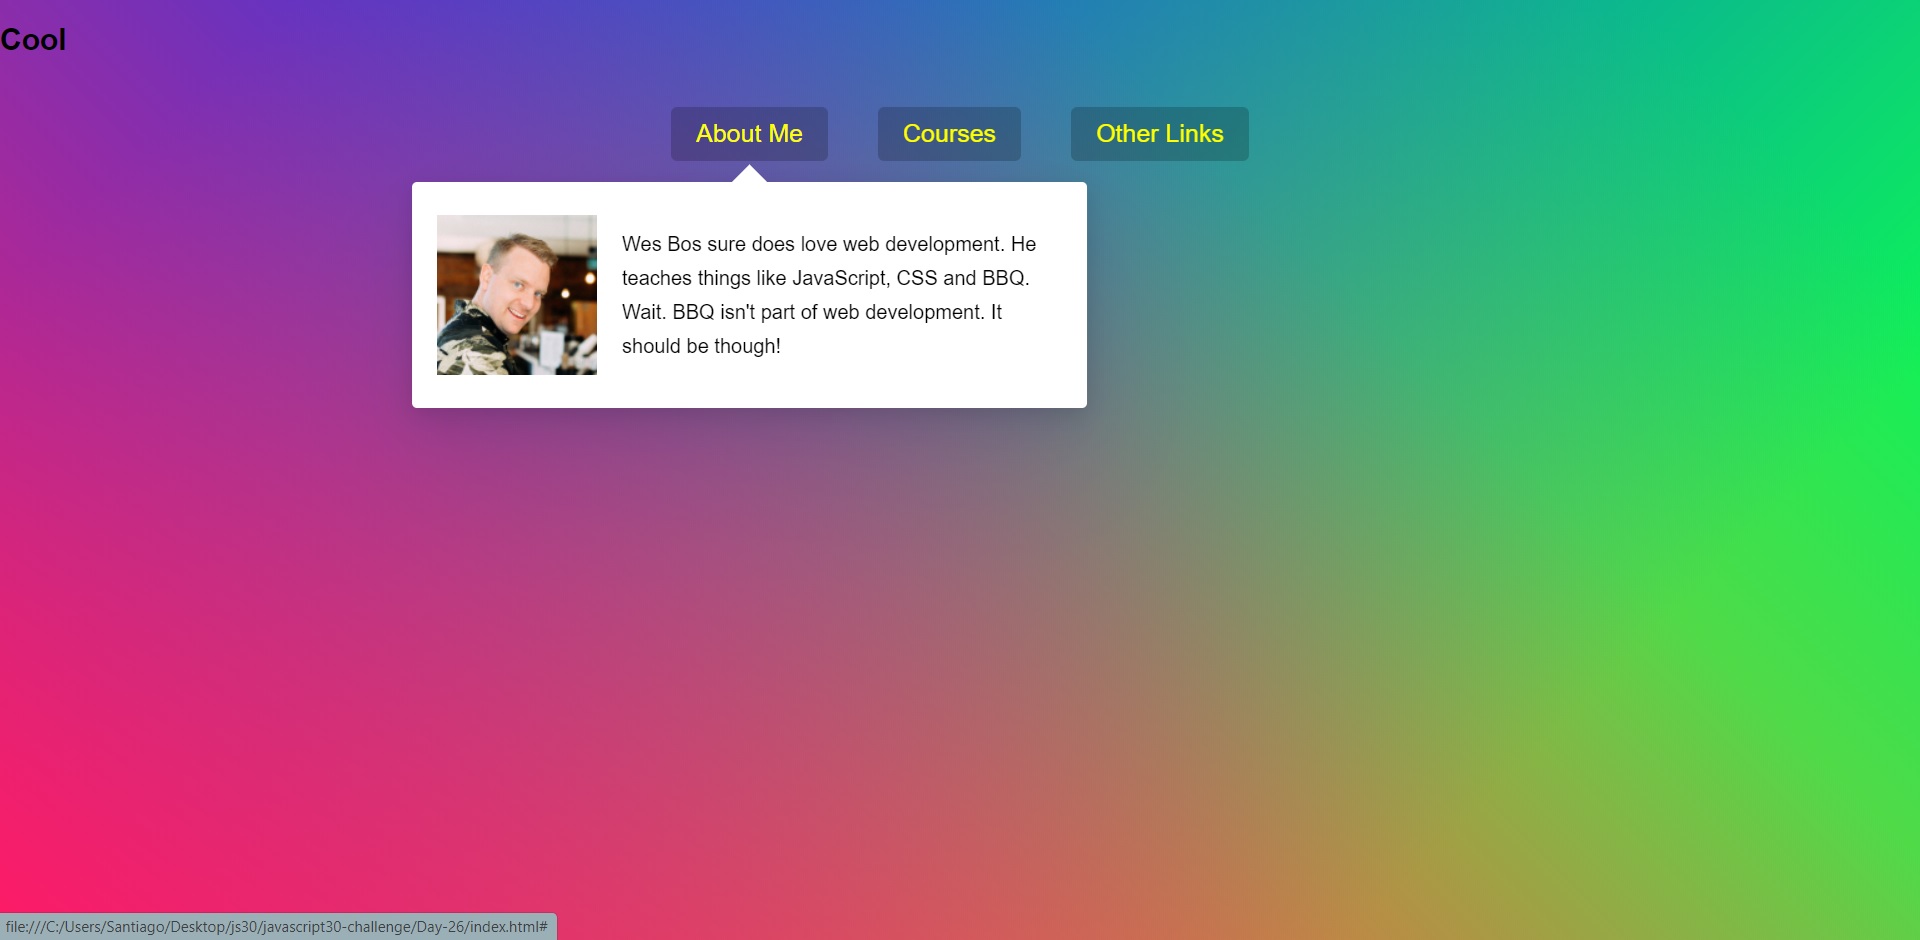 Cool
About Me
Courses
Other Links
Wes Bos sure does love web development. He
teaches things like JavaScript, CSS and BBQ.
Wait. BBQ isn't part of web development. It
should be though!
file:///C:/Users/Santiago/Desktop/js30/javascript30-challenge/Day-26/index.html#